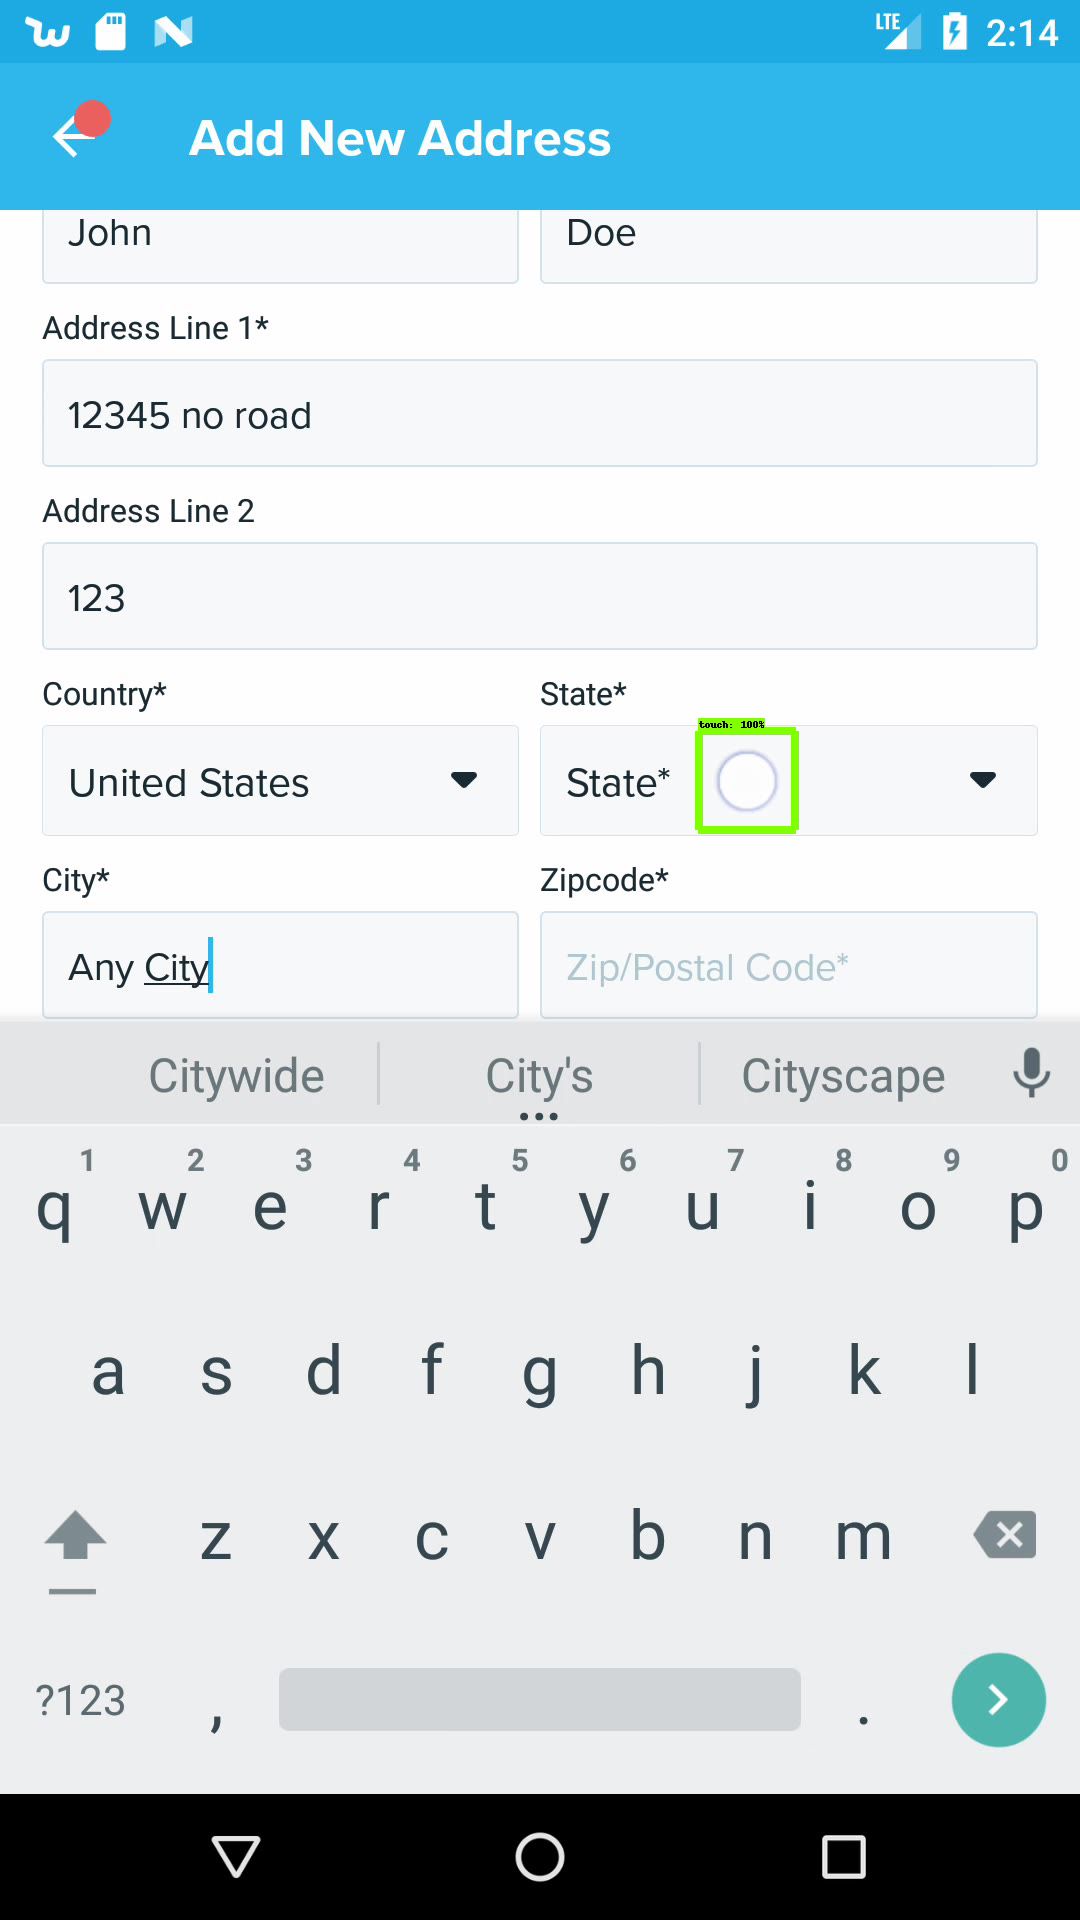 LTE 2:14
Add New Address
John Doe
Address Line 1*
12345 no road
Address Line 2
123
Country* State*
United States State*
touch: 100%
City* Zipcode*
Any City Zip/Postal Code*
Citywide City's Cityscape
1 2 3 4 5 6 7 8 9 0
q w e r t y u i o p
a s d f g h j k l
z x c v b n m
?123 , .